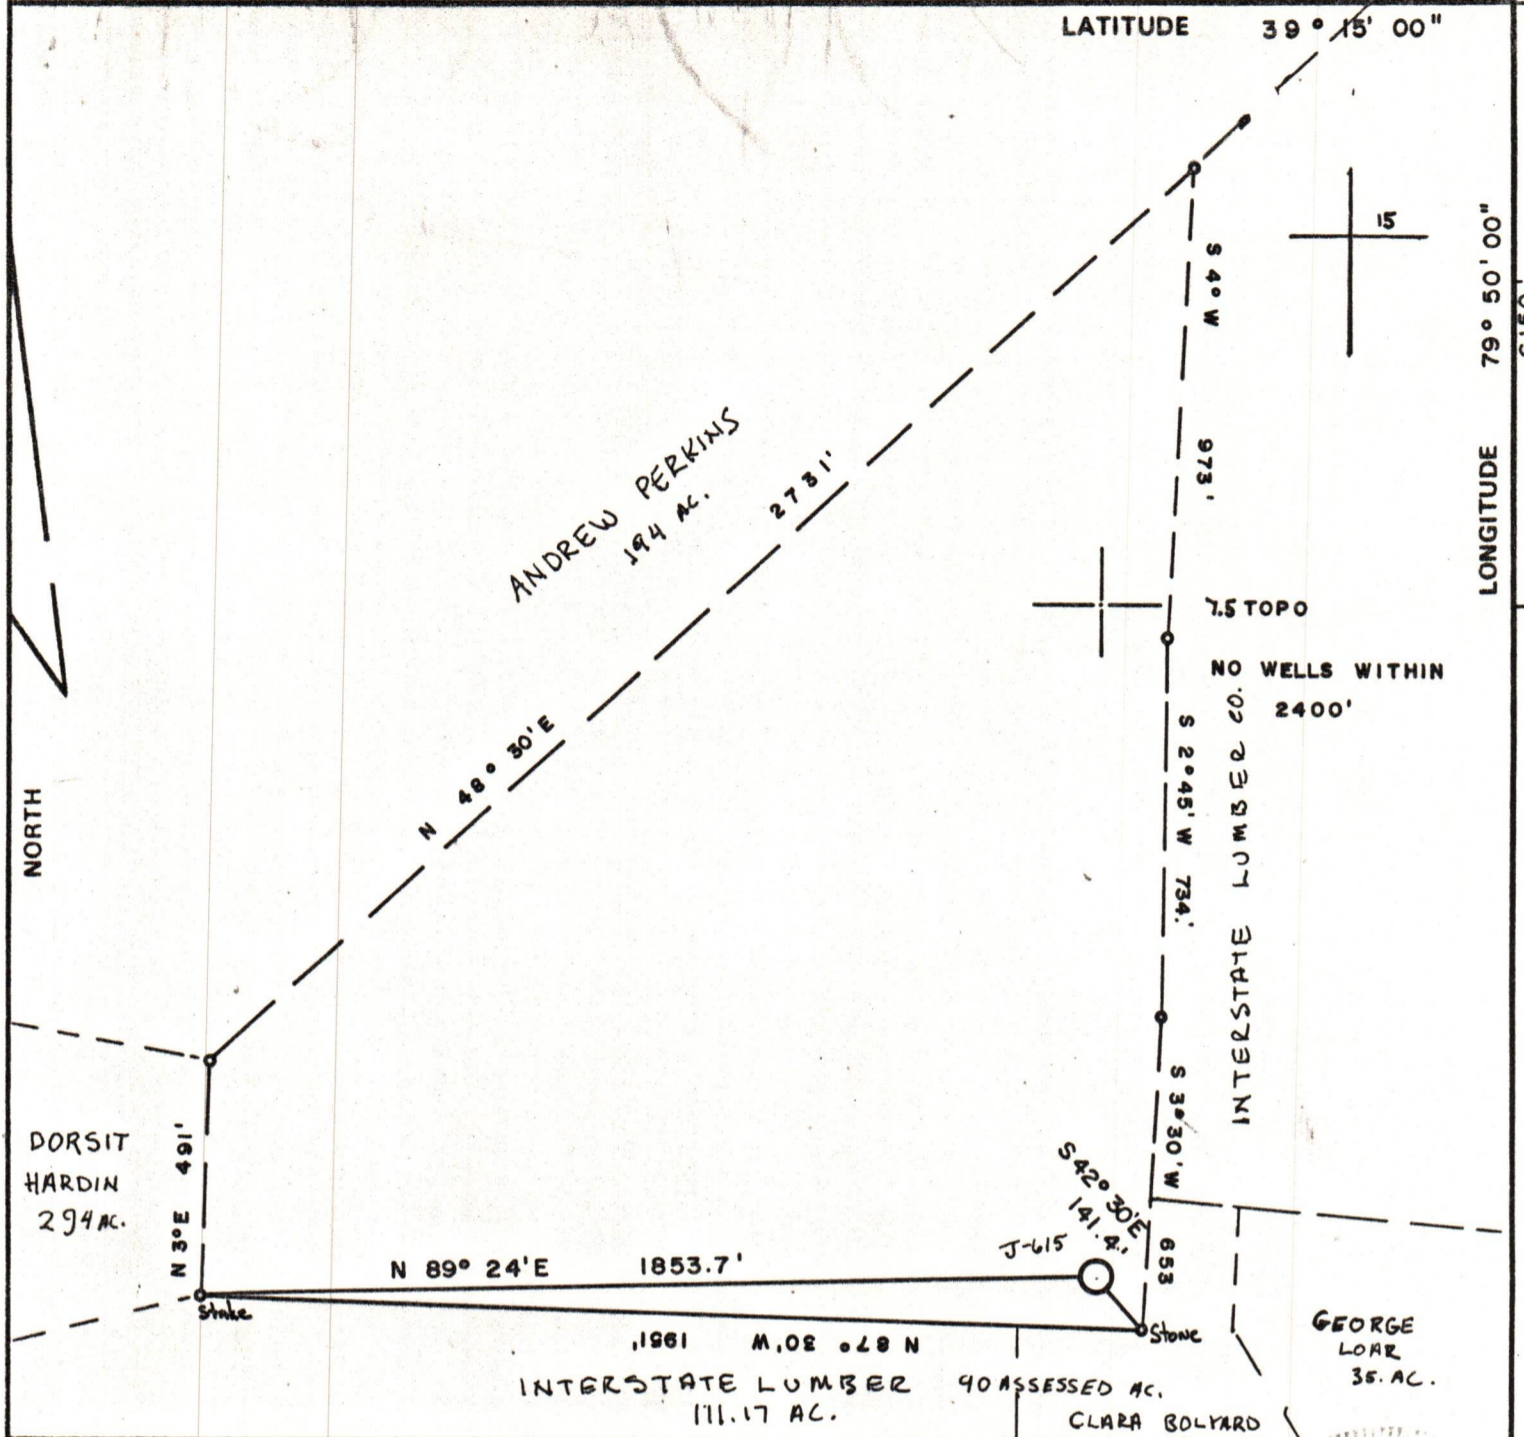 LATITUDE 39° 15' 00"
15
LONGITUDE 79° 50' 00"
S 4° W 973'
ANDREW PERKINS
194 AC.
N 48° 30' E 2731'
7.5 TOPO
NO WELLS WITHIN
2400'
S 2° 45' W 734.'
INTERSTATE LUMBER CO.
NORTH
S 3° 30' W 653
DORSIT
HARDIN
294 AC.
N 3° E 491'
S 42° 30' E
141.4'
J-615
N 89° 24' E 1853.7'
Stake
Stone
N 87° 30' W 1951'
INTERSTATE LUMBER
111.17 AC.
90 ASSESSED AC.
CLARA BOLYARD
GEORGE
LOAR
35. AC.